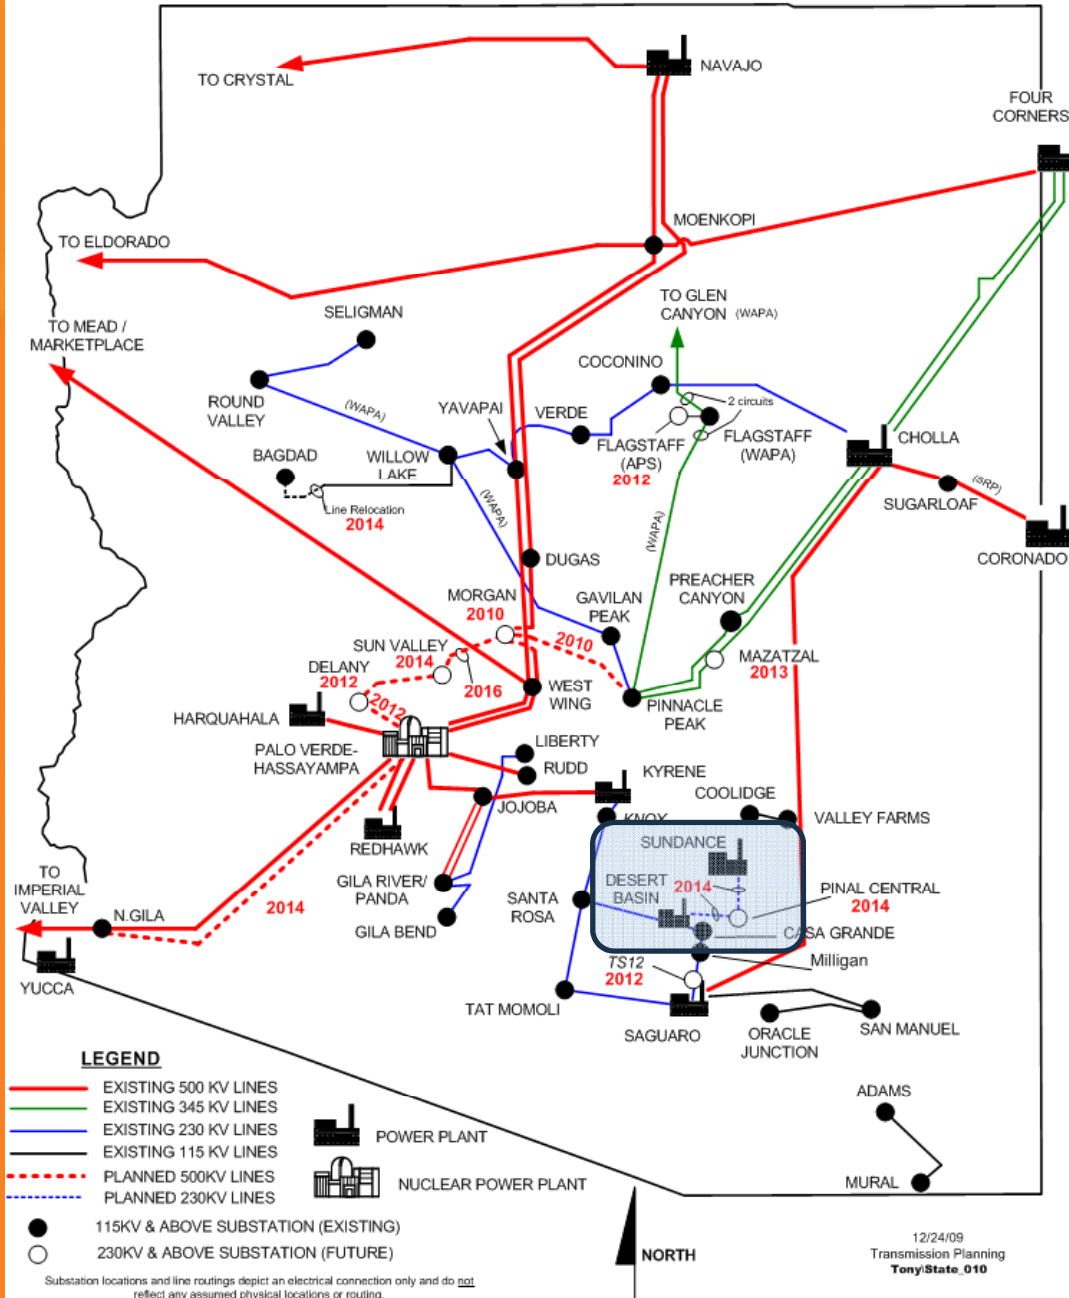 NAVAJO
TO CRYSTAL
FOUR
CORNERS
MOENKOPI
TO ELDORADO
TO GLEN
CANYON (WAPA)
SELIGMAN
TO MEAD /
MARKETPLACE
COCONINO
2 circuits
ROUND
VALLEY
(WAPA)
YAVAPAI
VERDE
FLAGSTAFF
(APS)
2012
FLAGSTAFF
(WAPA)
CHOLLA
BAGDAD
WILLOW
LAKE
(WAPA)
(WAPA)
(SRP)
SUGARLOAF
Line Relocation
2014
CORONADO
DUGAS
PREACHER
CANYON
MORGAN
2010
GAVILAN
PEAK
2010
SUN VALLEY
2014
MAZATZAL
2013
DELANY
2012
2016
2012
WEST
WING
PINNACLE
PEAK
HARQUAHALA
PALO VERDE-
HASSAYAMPA
LIBERTY
RUDD
KYRENE
JOJOBA
COOLIDGE
KNOX
VALLEY FARMS
REDHAWK
SUNDANCE
TO
IMPERIAL
VALLEY
GILA RIVER/
PANDA
SANTA
ROSA
DESERT
BASIN
2014
PINAL CENTRAL
2014
2014
N.GILA
GILA BEND
CASA GRANDE
YUCCA
TS12
2012
Milligan
TAT MOMOLI
SAGUARO
ORACLE
JUNCTION
SAN MANUEL
LEGEND
EXISTING 500 KV LINES
EXISTING 345 KV LINES
EXISTING 230 KV LINES
EXISTING 115 KV LINES
PLANNED 500KV LINES
PLANNED 230KV LINES
POWER PLANT
NUCLEAR POWER PLANT
115KV & ABOVE SUBSTATION (EXISTING)
230KV & ABOVE SUBSTATION (FUTURE)
ADAMS
MURAL
NORTH
12/24/09
Transmission Planning
Tony\State_010
Substation locations and line routings depict an electrical connection only and do not
reflect any assumed physical locations or routing.